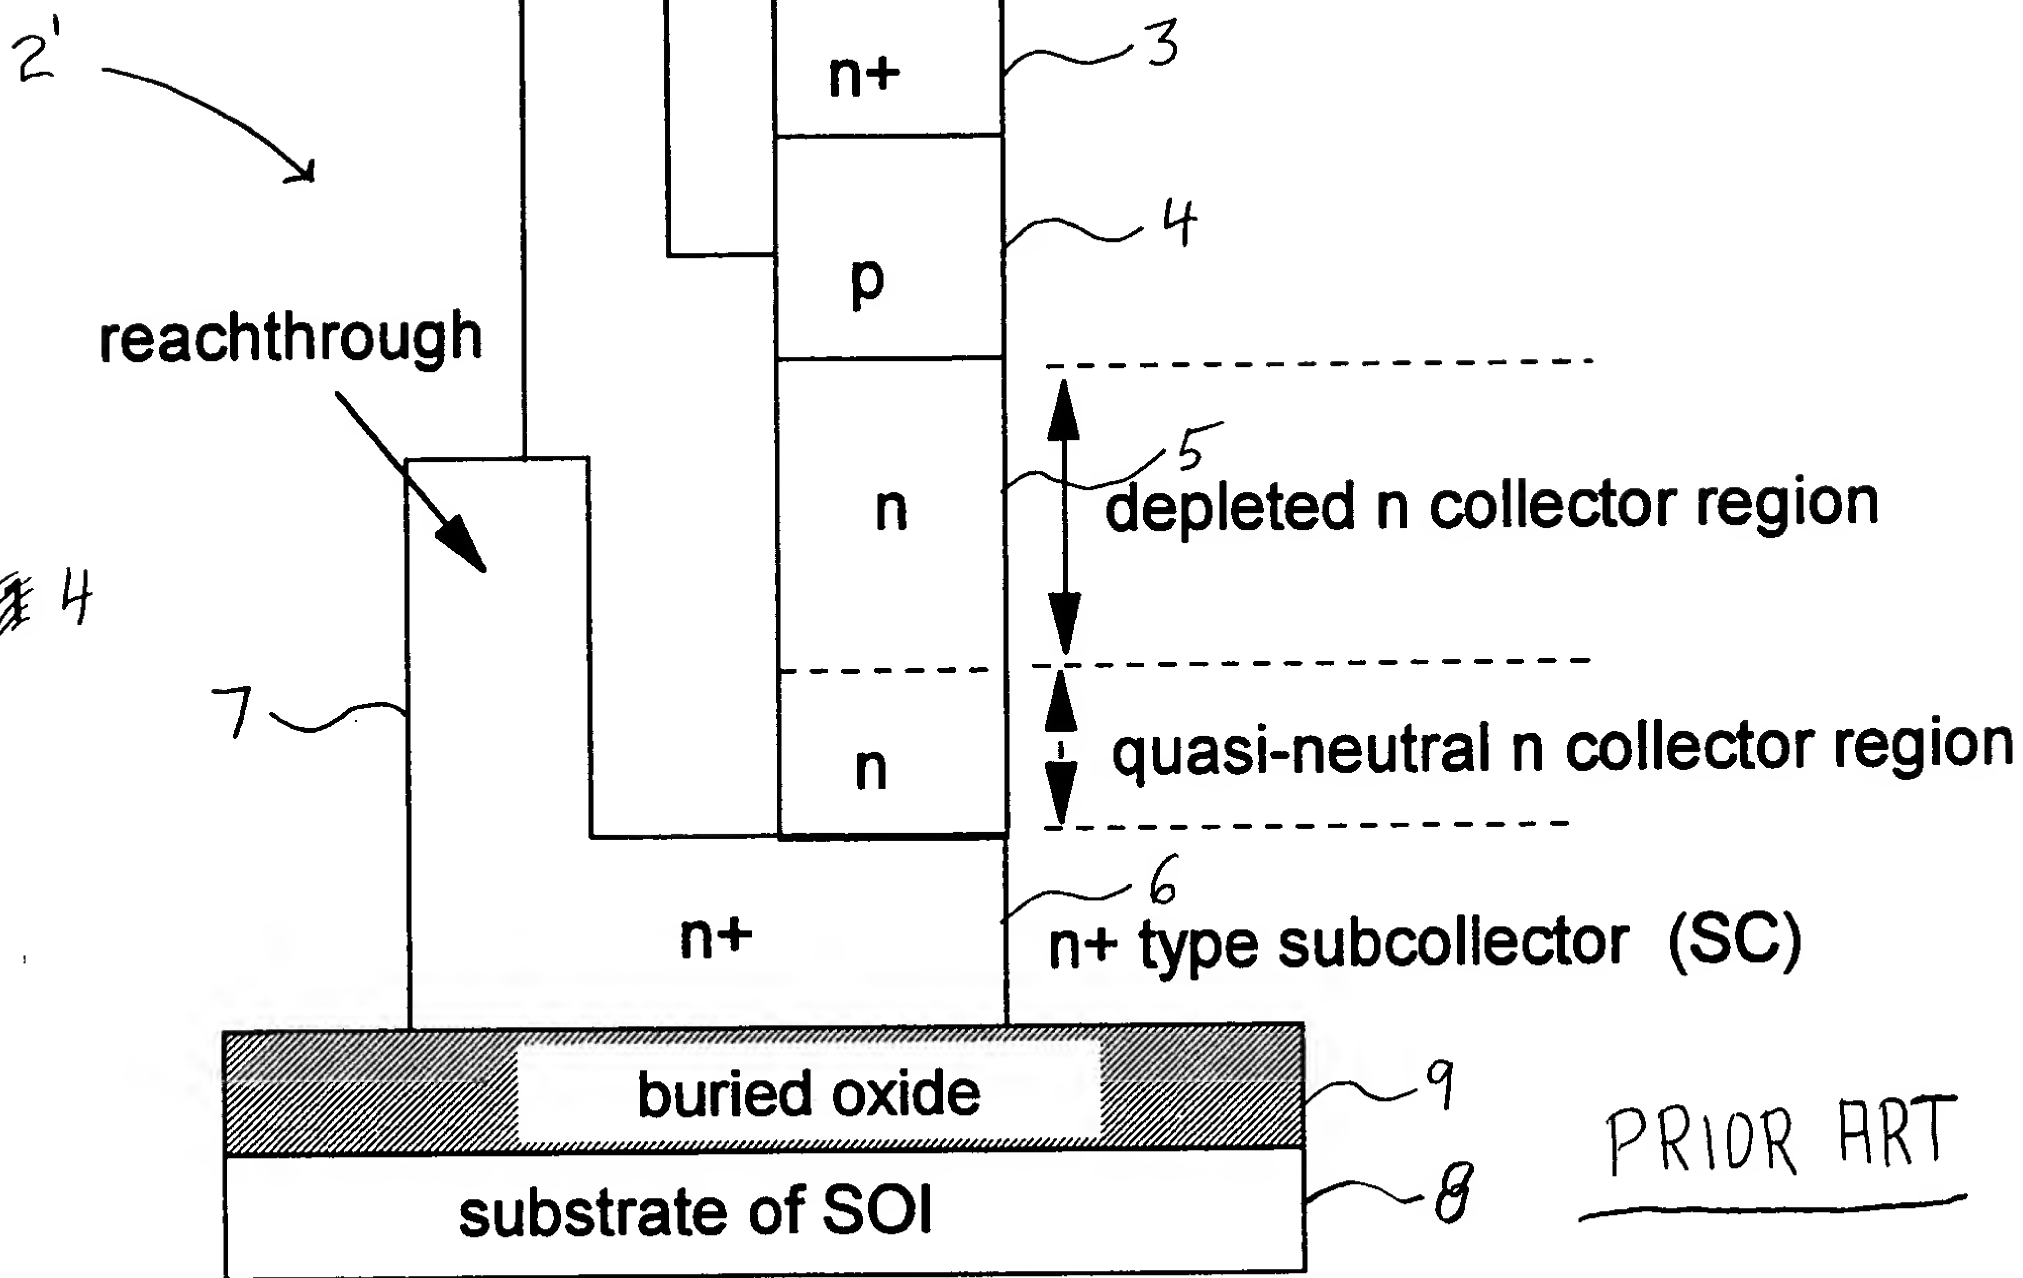 2'
n+
3
4
p
reachthrough
5
n
depleted n collector region
4
7
n
quasi-neutral n collector region
6
n+
n+ type subcollector (SC)
buried oxide
9
PRIOR ART
substrate of SOI
8